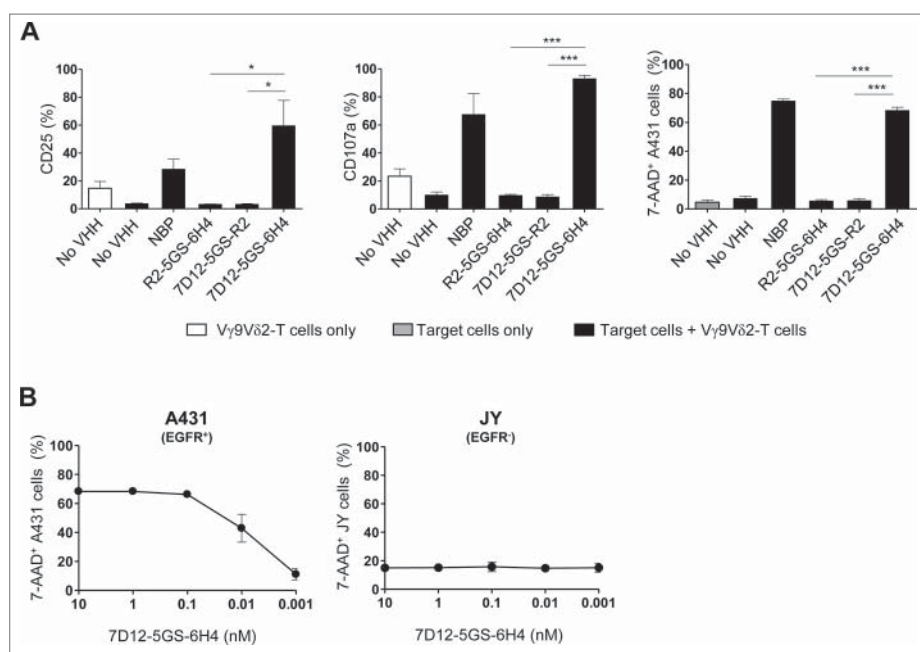 A
* *** ***
* *** ***
CD25 (%)
100
80
60
40
20
0
No VHH
No VHH
NBP
R2-5GS-6H4
7D12-5GS-R2
7D12-5GS-6H4
CD107a (%)
100
80
60
40
20
0
No VHH
No VHH
NBP
R2-5GS-6H4
7D12-5GS-R2
7D12-5GS-6H4
7-AAD⁺ A431 cells (%)
100
80
60
40
20
0
No VHH
No VHH
NBP
R2-5GS-6H4
7D12-5GS-R2
7D12-5GS-6H4
Vγ9Vδ2-T cells only Target cells only Target cells + Vγ9Vδ2-T cells
B
A431
(EGFR⁺)
7-AAD⁺ A431 cells (%)
100
80
60
40
20
0
10 1 0.1 0.01 0.001
7D12-5GS-6H4 (nM)
JY
(EGFR⁻)
7-AAD⁺ JY cells (%)
100
80
60
40
20
0
10 1 0.1 0.01 0.001
7D12-5GS-6H4 (nM)